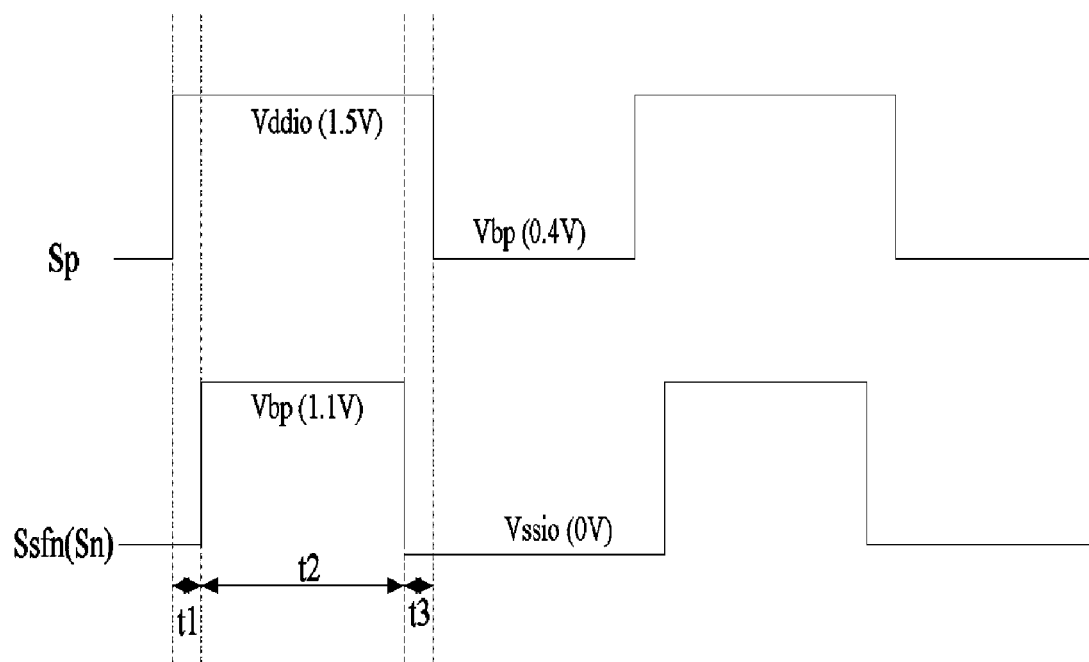 Vddio (1.5V)
Vbp (0.4V)
Sp
Vbp (1.1V)
Ssfn(Sn)
Vssio (0V)
t2
t1
t3